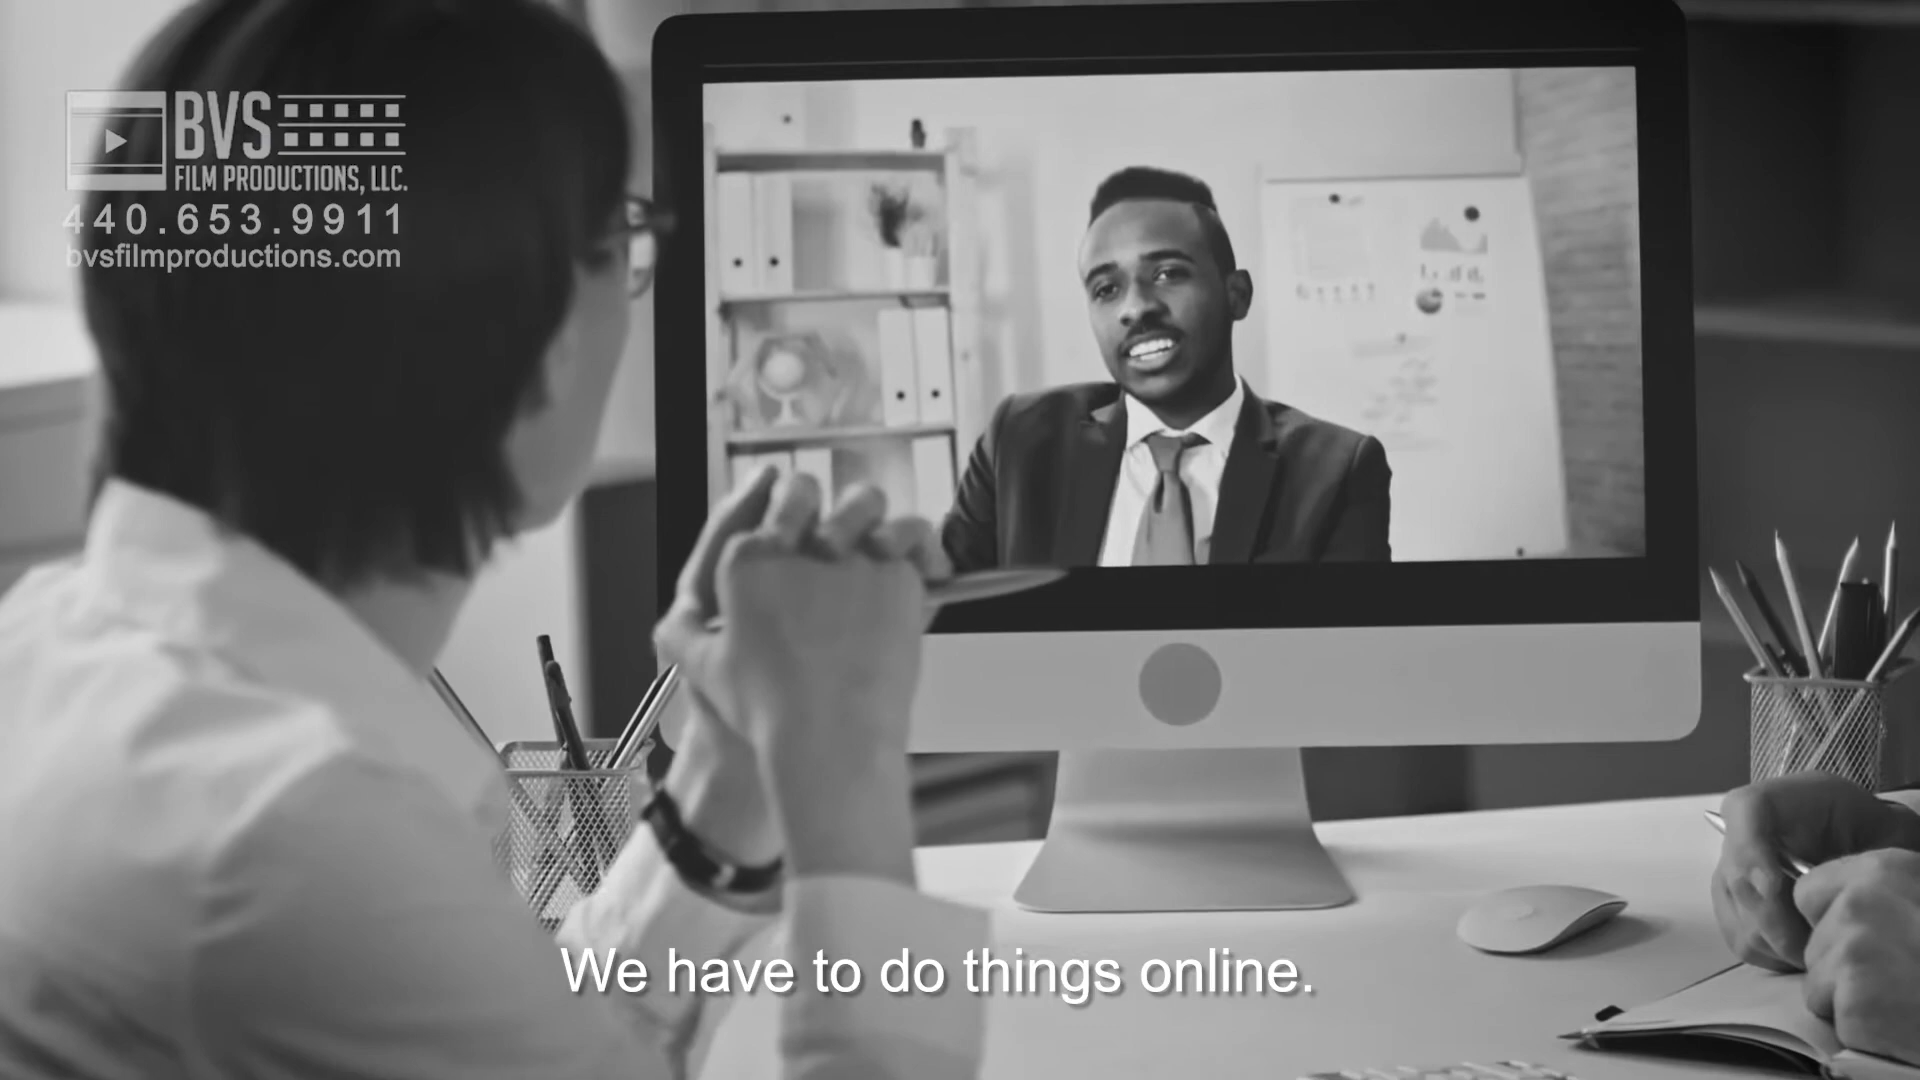 BVS
FILM PRODUCTIONS, LLC.
440.653.9911
bvsfilmproductions.com
We have to do things online.